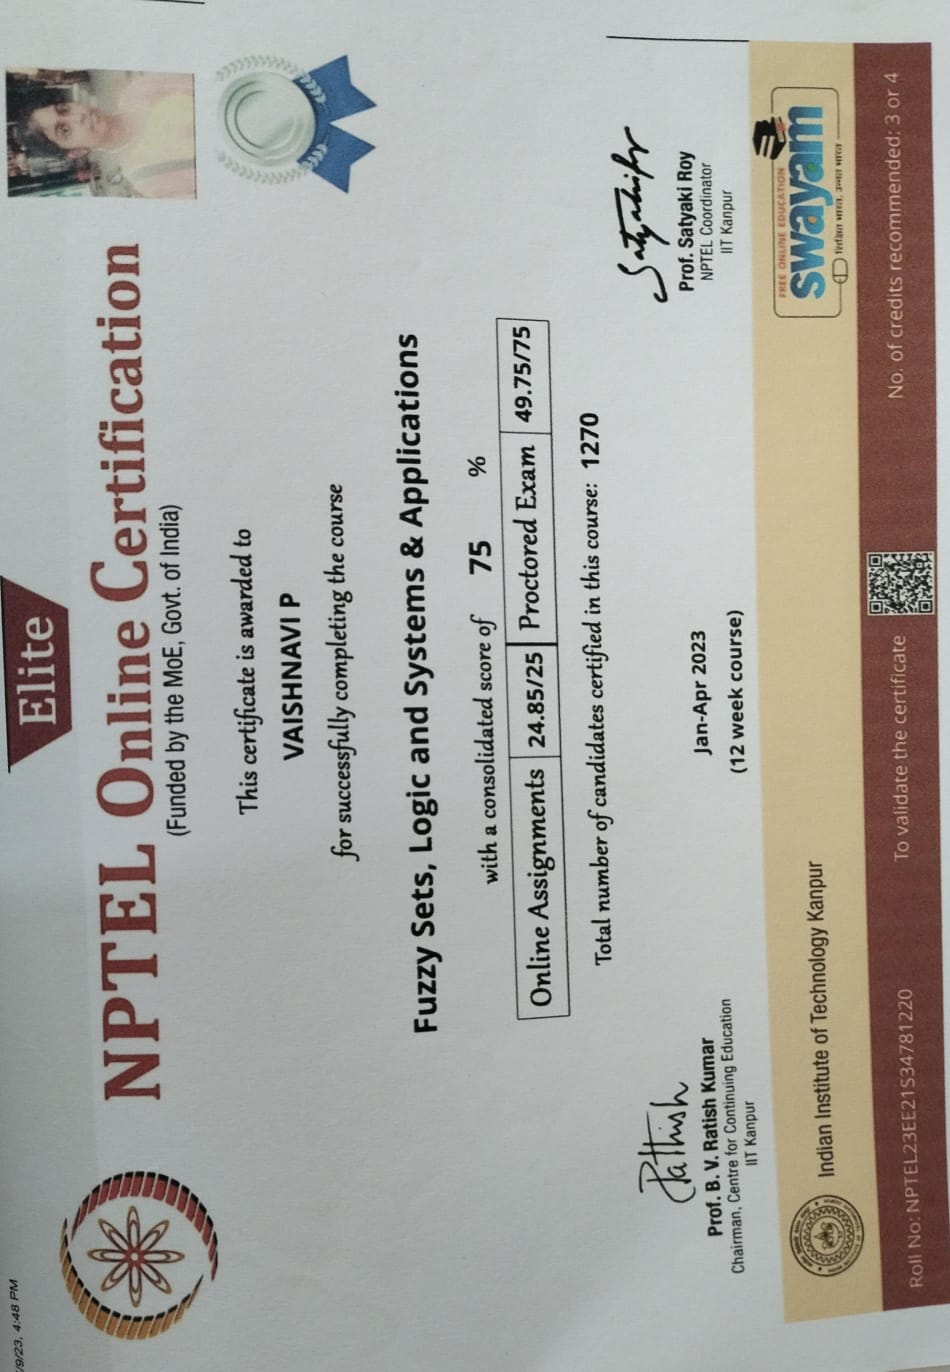 /9/23, 4:48 PM
Elite
NPTEL Online Certification
(Funded by the MoE, Govt. of India)
This certificate is awarded to
VAISHNAVI P
for successfully completing the course
Fuzzy Sets, Logic and Systems & Applications
with a consolidated score of 75 %
Online Assignments 24.85/25 Proctored Exam 49.75/75
Total number of candidates certified in this course: 1270
Prof. B. V. Ratish Kumar
Chairman, Centre for Continuing Education
IIT Kanpur
Jan-Apr 2023
(12 week course)
Prof. Satyaki Roy
NPTEL Coordinator
IIT Kanpur
Indian Institute of Technology Kanpur
FREE ONLINE EDUCATION
swayam
शिक्षित भारत, उन्नत भारत
Roll No: NPTEL23EE21S34781220
To validate the certificate
No. of credits recommended: 3 or 4